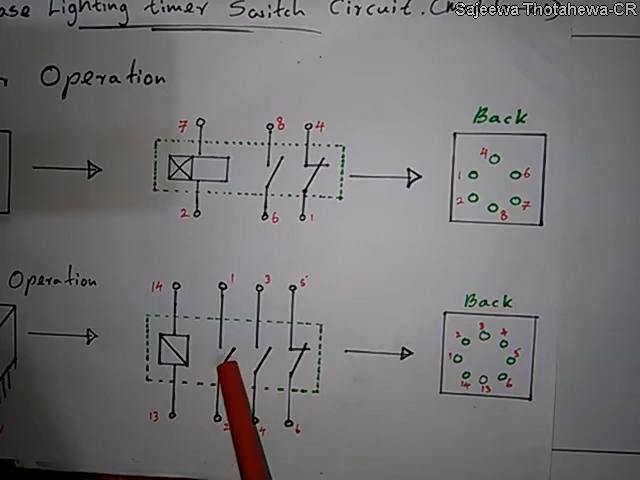 Sajeewa Thotahewa-CR
ase Lighting timer Switch Circuit.
Operation
Back
7 8 4
4
1 6
2 7
8
2 6 1
Operation
14 1 3 5
Back
3
2 4
1 5
14 13 6
13 2 4 6